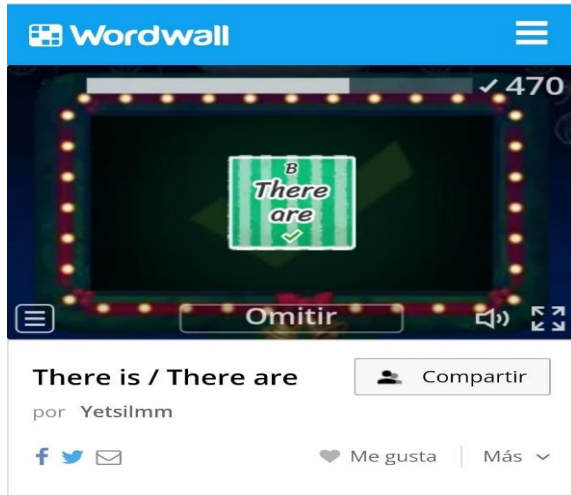 Wordwall
470
B
There
are
Omitir
There is / There are
Compartir
por Yetsilmm
Me gusta
Más